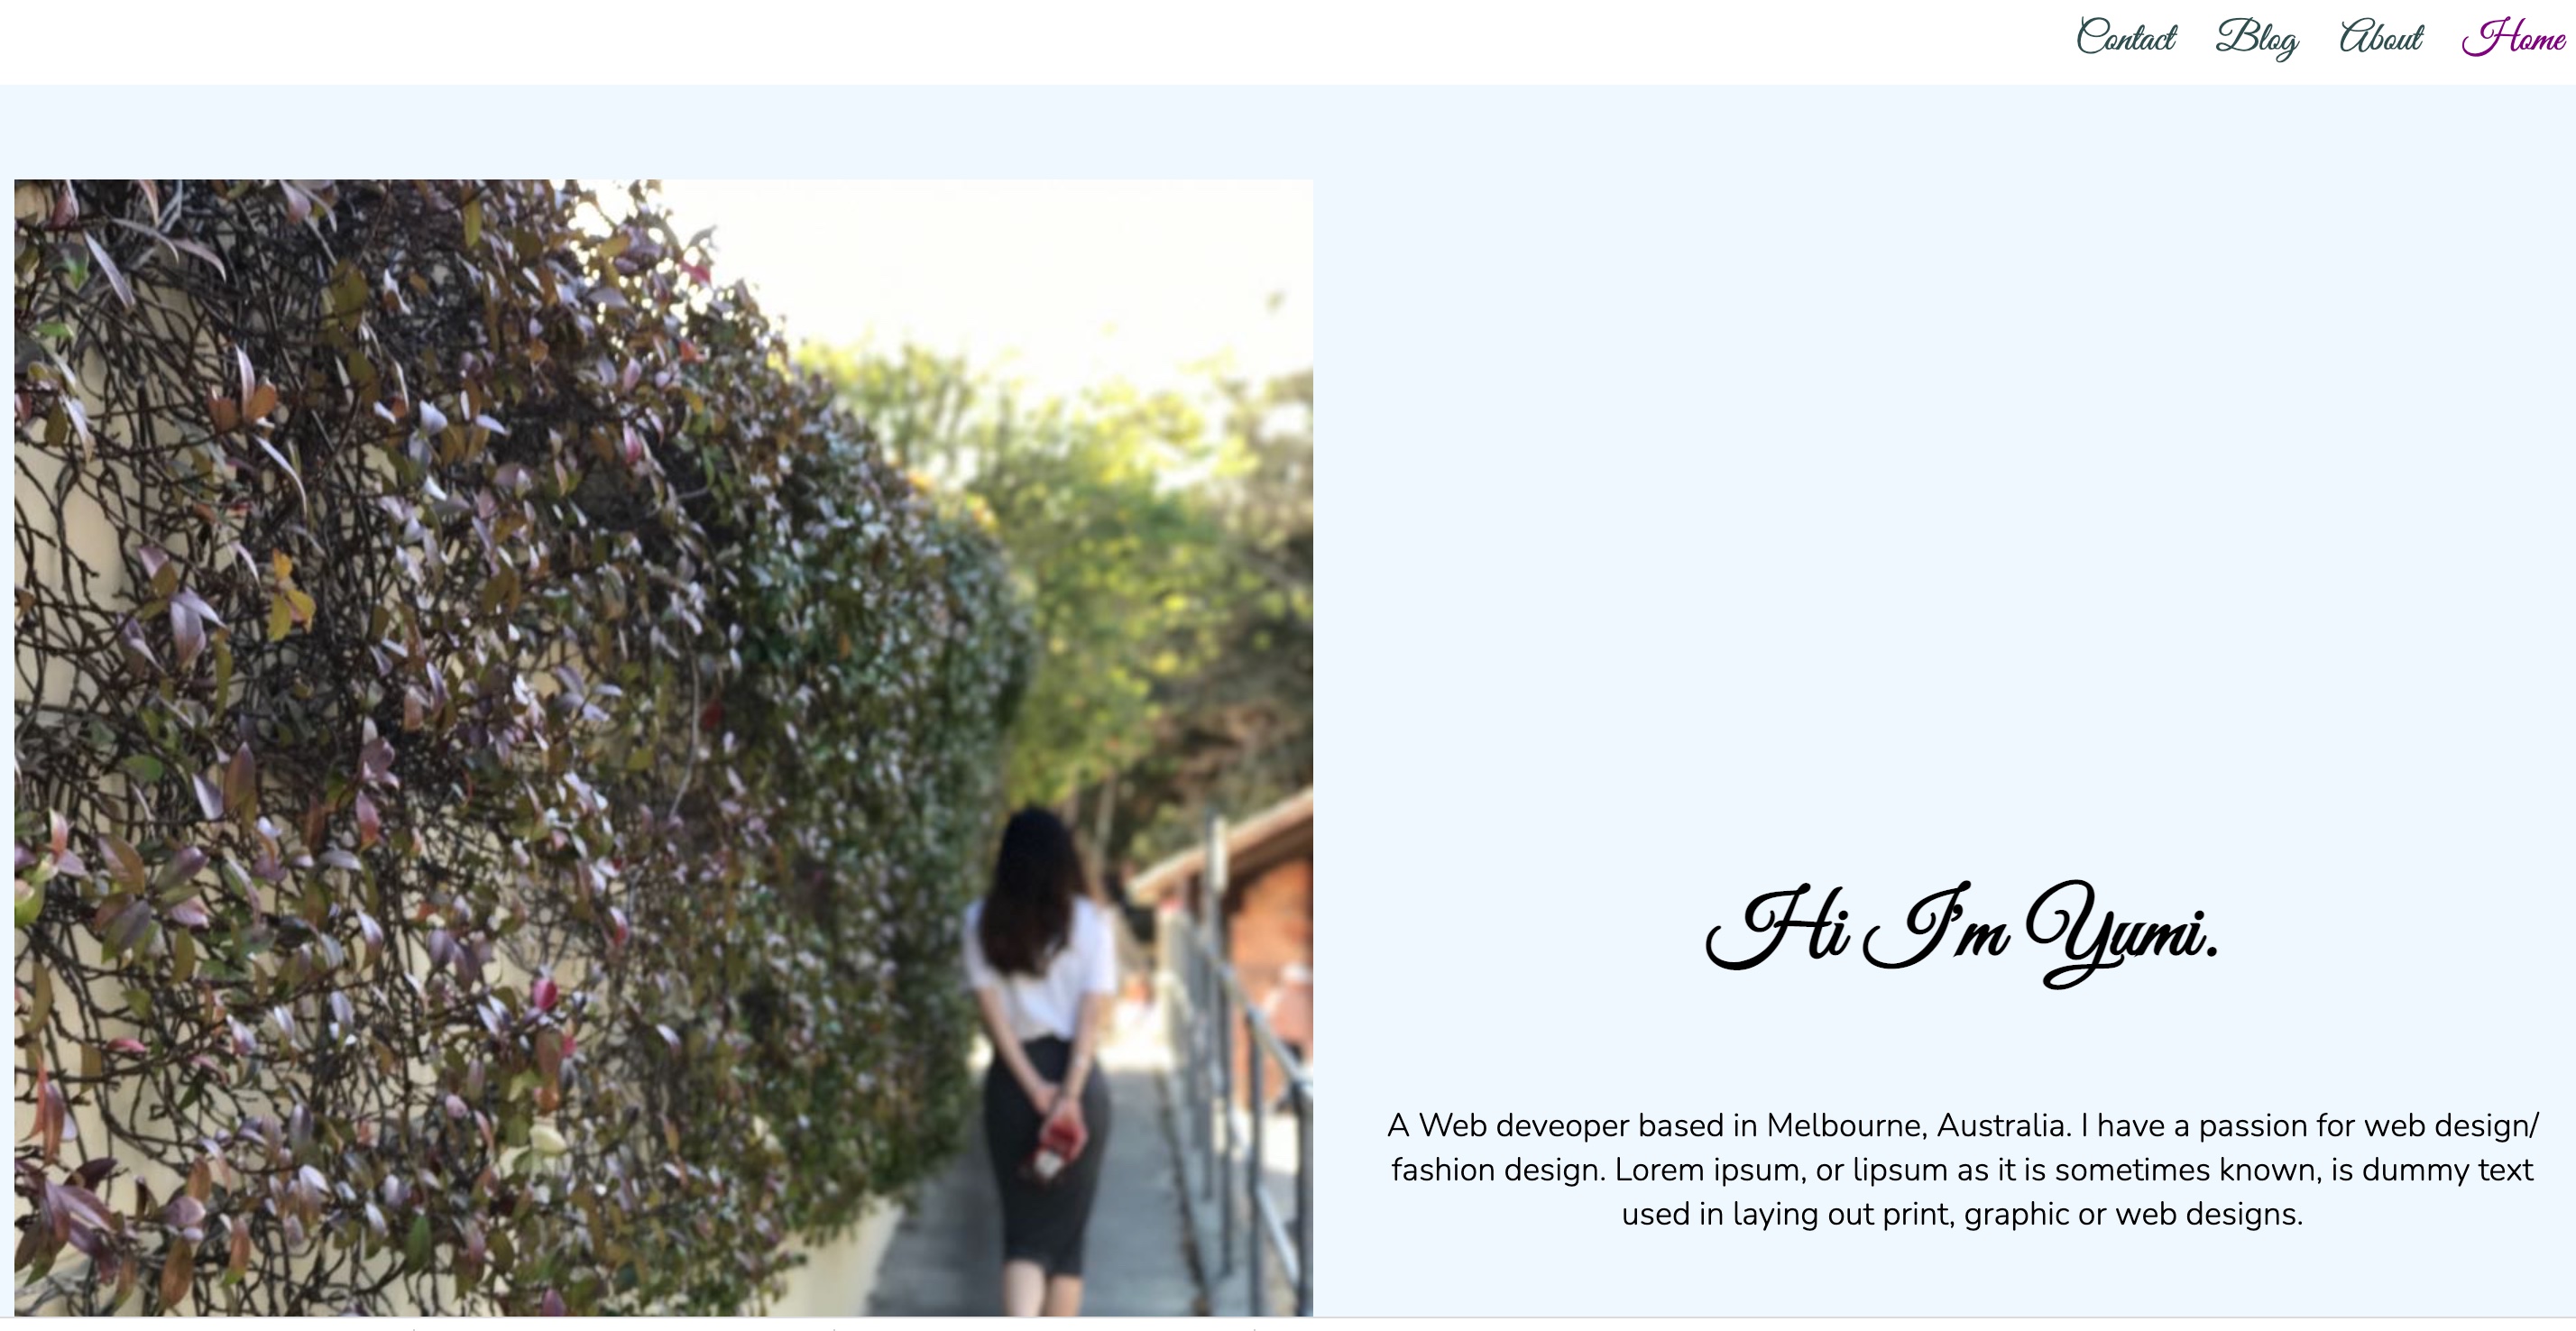 Contact Blog About Home
Hi I'm Yumi.
A Web deveoper based in Melbourne, Australia. I have a passion for web design/
fashion design. Lorem ipsum, or lipsum as it is sometimes known, is dummy text
used in laying out print, graphic or web designs.